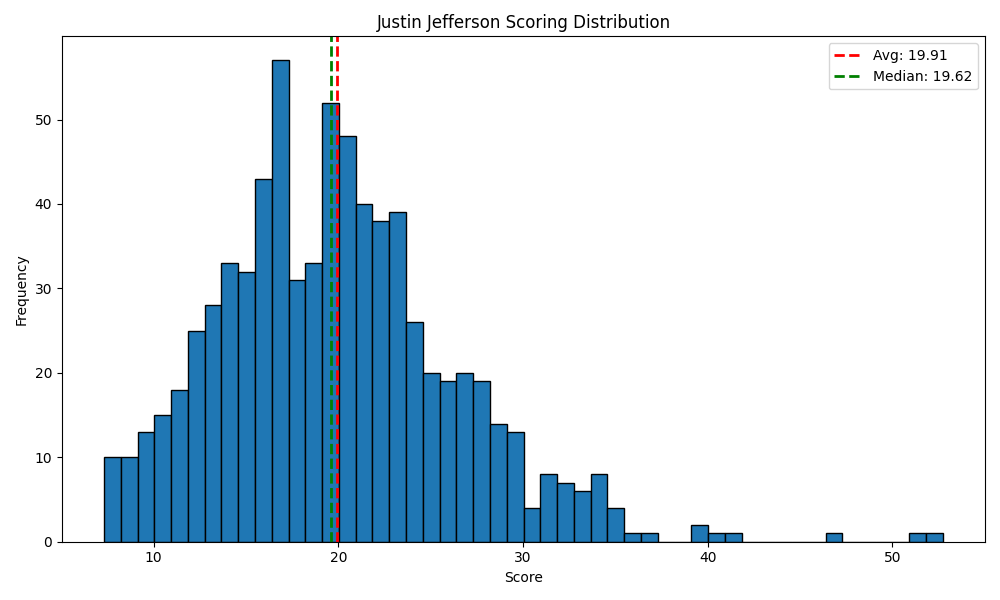 Justin Jefferson Scoring Distribution
Avg: 19.91
Median: 19.62
Frequency
50
40
30
20
10
0
10 20 30 40 50
Score